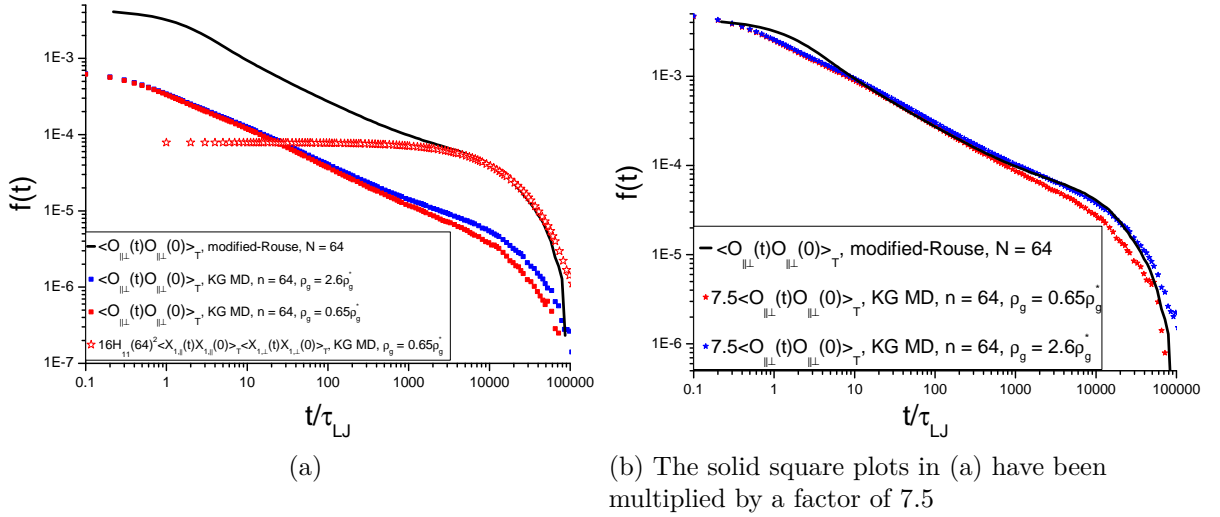 1E-3
1E-4
1E-5
1E-6
1E-7
f(t)
<O∥⊥(t)O∥⊥(0)>T, modified-Rouse, N = 64
<O∥⊥(t)O∥⊥(0)>T, KG MD, n = 64, ρg = 2.6ρg*
<O∥⊥(t)O∥⊥(0)>T, KG MD, n = 64, ρg = 0.65ρg*
16H11(64)²<X1,∥(t)X1,∥(0)>T<X1,⊥(t)X1,⊥(0)>T, KG MD, ρg = 0.65ρg*
0.1 1 10 100 1000 10000 100000
t/τLJ
(a)
1E-3
1E-4
1E-5
1E-6
f(t)
<O∥⊥(t)O∥⊥(0)>T, modified-Rouse, N = 64
7.5<O∥⊥(t)O∥⊥(0)>T, KG MD, n = 64, ρg = 0.65ρg*
7.5<O∥⊥(t)O∥⊥(0)>T, KG MD, n = 64, ρg = 2.6ρg*
0.1 1 10 100 1000 10000 100000
t/τLJ
(b) The solid square plots in (a) have been
multiplied by a factor of 7.5